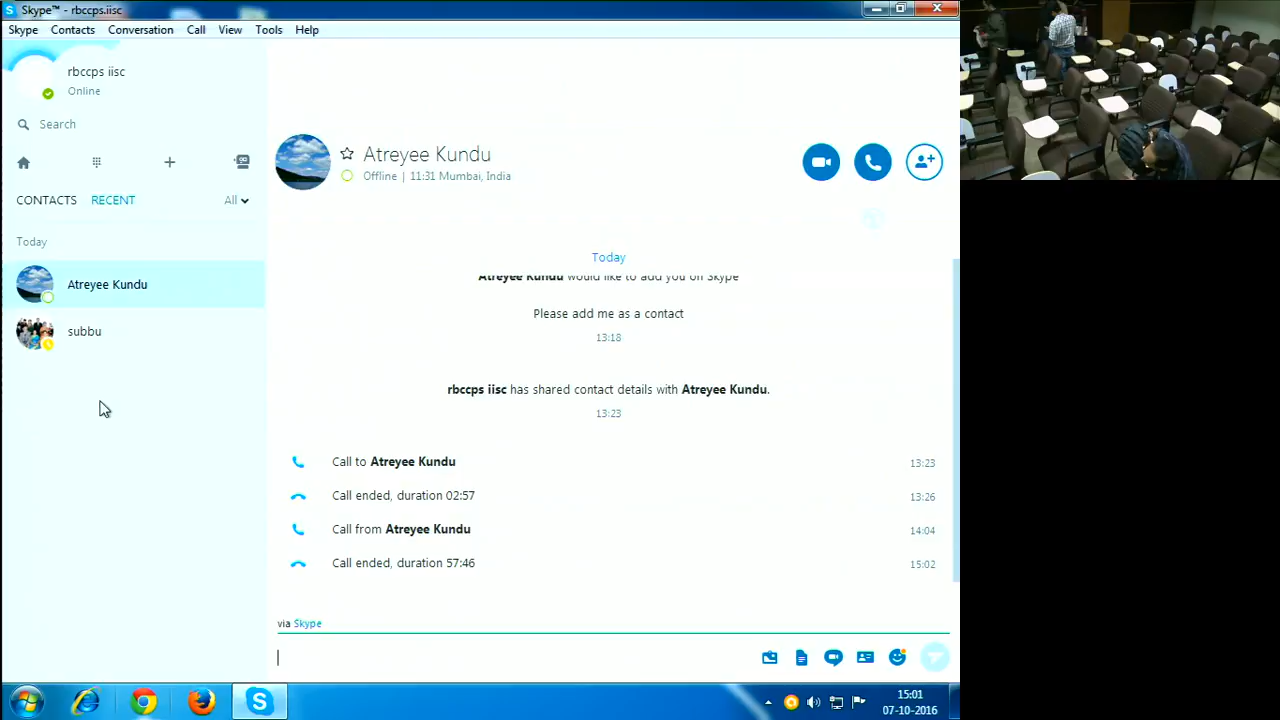 Skype™ - rbccps.iisc
Skype Contacts Conversation Call View Tools Help
rbccps iisc
Online
Search
CONTACTS RECENT All
Today
Atreyee Kundu
subbu
Atreyee Kundu
Offline | 11:31 Mumbai, India
Today
Atreyee Kundu would like to add you on Skype
Please add me as a contact
13:18
rbccps iisc has shared contact details with Atreyee Kundu.
13:23
Call to Atreyee Kundu 13:23
Call ended, duration 02:57 13:26
Call from Atreyee Kundu 14:04
Call ended, duration 57:46 15:02
via Skype
15:01
07-10-2016